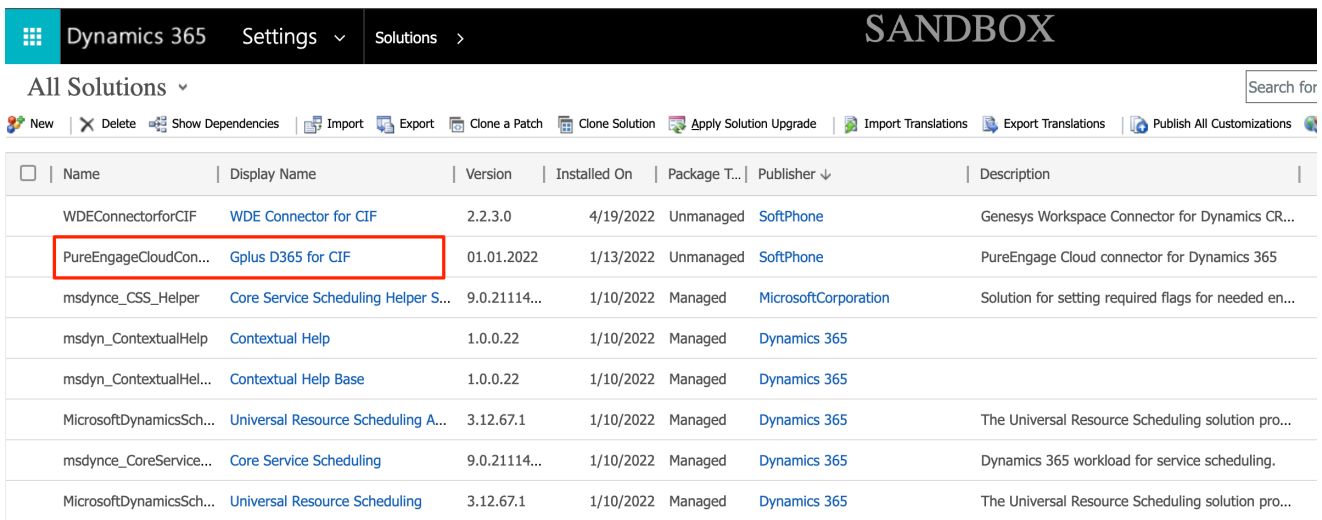 Dynamics 365 Settings Solutions SANDBOX
All Solutions Search for
New Delete Show Dependencies Import Export Clone a Patch Clone Solution Apply Solution Upgrade Import Translations Export Translations Publish All Customizations
Name Display Name Version Installed On Package T... Publisher Description
WDEConnectorforCIF WDE Connector for CIF 2.2.3.0 4/19/2022 Unmanaged SoftPhone Genesys Workspace Connector for Dynamics CR...
PureEngageCloudCon... Gplus D365 for CIF 01.01.2022 1/13/2022 Unmanaged SoftPhone PureEngage Cloud connector for Dynamics 365
msdynce_CSS_Helper Core Service Scheduling Helper S... 9.0.21114... 1/10/2022 Managed MicrosoftCorporation Solution for setting required flags for needed en...
msdyn_ContextualHelp Contextual Help 1.0.0.22 1/10/2022 Managed Dynamics 365
msdyn_ContextualHel... Contextual Help Base 1.0.0.22 1/10/2022 Managed Dynamics 365
MicrosoftDynamicsSch... Universal Resource Scheduling A... 3.12.67.1 1/10/2022 Managed Dynamics 365 The Universal Resource Scheduling solution pro...
msdynce_CoreService... Core Service Scheduling 9.0.21114... 1/10/2022 Managed Dynamics 365 Dynamics 365 workload for service scheduling.
MicrosoftDynamicsSch... Universal Resource Scheduling 3.12.67.1 1/10/2022 Managed Dynamics 365 The Universal Resource Scheduling solution pro...